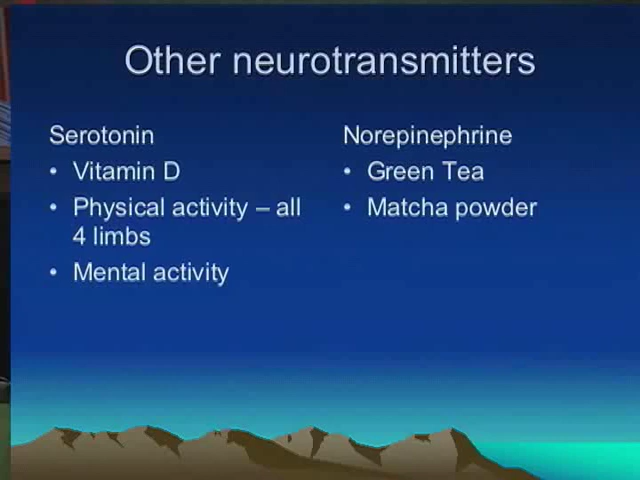 Other neurotransmitters
Serotonin
• Vitamin D
• Physical activity – all
4 limbs
• Mental activity
Norepinephrine
• Green Tea
• Matcha powder